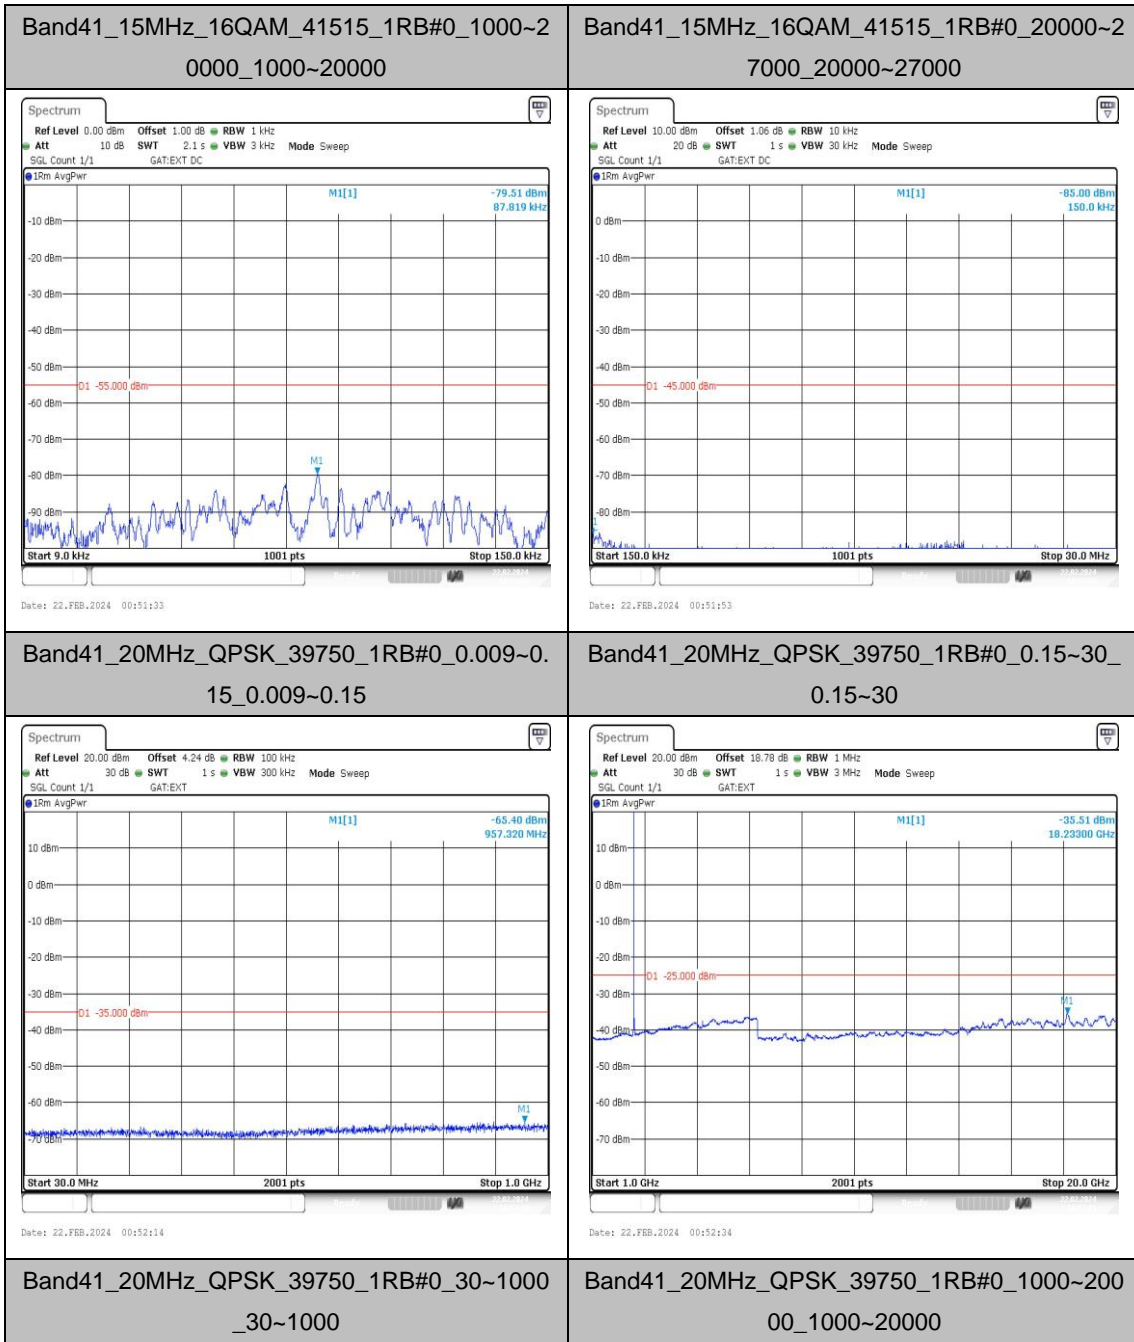 Band41_15MHz_16QAM_41515_1RB#0_1000~2
0000_1000~20000
Band41_15MHz_16QAM_41515_1RB#0_20000~2
7000_20000~27000
Spectrum
Ref Level 0.00 dBm Offset 1.00 dB RBW 1 kHz
Att 10 dB SWT 2.1 s VBW 3 kHz Mode Sweep
SGL Count 1/1 GAT:EXT DC
1Rm AvgPwr
M1[1] -79.51 dBm
87.819 kHz
-10 dBm
-20 dBm
-30 dBm
-40 dBm
-50 dBm
D1 -55.000 dBm
-60 dBm
-70 dBm
M1
-80 dBm
-90 dBm
Start 9.0 kHz 1001 pts Stop 150.0 kHz
Date: 22.FEB.2024 00:51:33
Spectrum
Ref Level 10.00 dBm Offset 1.06 dB RBW 10 kHz
Att 20 dB SWT 1 s VBW 30 kHz Mode Sweep
SGL Count 1/1 GAT:EXT DC
1Rm AvgPwr
M1[1] -85.00 dBm
150.0 kHz
0 dBm
-10 dBm
-20 dBm
-30 dBm
-40 dBm
D1 -45.000 dBm
-50 dBm
-60 dBm
-70 dBm
-80 dBm
Start 150.0 kHz 1001 pts Stop 30.0 MHz
Date: 22.FEB.2024 00:51:53
Band41_20MHz_QPSK_39750_1RB#0_0.009~0.
15_0.009~0.15
Band41_20MHz_QPSK_39750_1RB#0_0.15~30_
0.15~30
Spectrum
Ref Level 20.00 dBm Offset 4.24 dB RBW 100 kHz
Att 30 dB SWT 1 s VBW 300 kHz Mode Sweep
SGL Count 1/1 GAT:EXT
1Rm AvgPwr
M1[1] -65.40 dBm
957.320 MHz
10 dBm
0 dBm
-10 dBm
-20 dBm
-30 dBm
D1 -35.000 dBm
-40 dBm
-50 dBm
-60 dBm
M1
-70 dBm
Start 30.0 MHz 2001 pts Stop 1.0 GHz
Date: 22.FEB.2024 00:52:14
Spectrum
Ref Level 20.00 dBm Offset 18.78 dB RBW 1 MHz
Att 30 dB SWT 1 s VBW 3 MHz Mode Sweep
SGL Count 1/1 GAT:EXT
1Rm AvgPwr
M1[1] -35.51 dBm
18.23300 GHz
10 dBm
0 dBm
-10 dBm
-20 dBm
D1 -25.000 dBm
-30 dBm
M1
-40 dBm
-50 dBm
-60 dBm
-70 dBm
Start 1.0 GHz 2001 pts Stop 20.0 GHz
Date: 22.FEB.2024 00:52:34
Band41_20MHz_QPSK_39750_1RB#0_30~1000
_30~1000
Band41_20MHz_QPSK_39750_1RB#0_1000~200
00_1000~20000